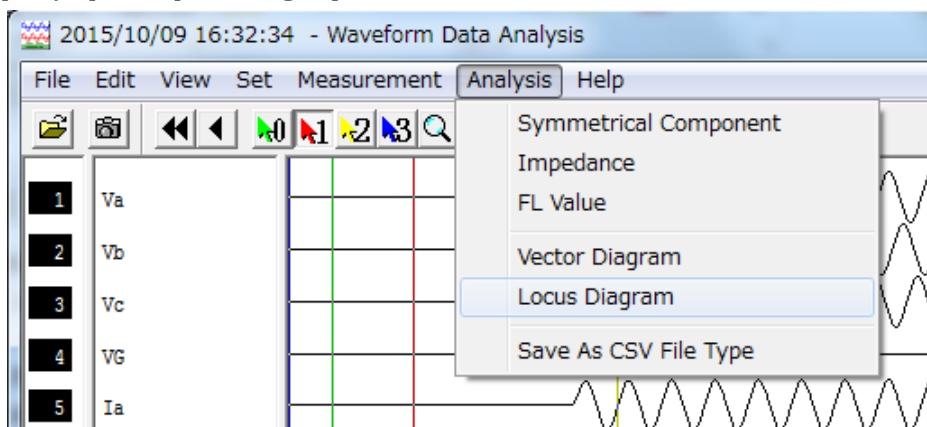 2015/10/09 16:32:34 - Waveform Data Analysis
File Edit View Set Measurement Analysis Help
0 1 2 3
Symmetrical Component
Impedance
FL Value
Vector Diagram
Locus Diagram
Save As CSV File Type
1 Va
2 Vb
3 Vc
4 VG
5 Ia